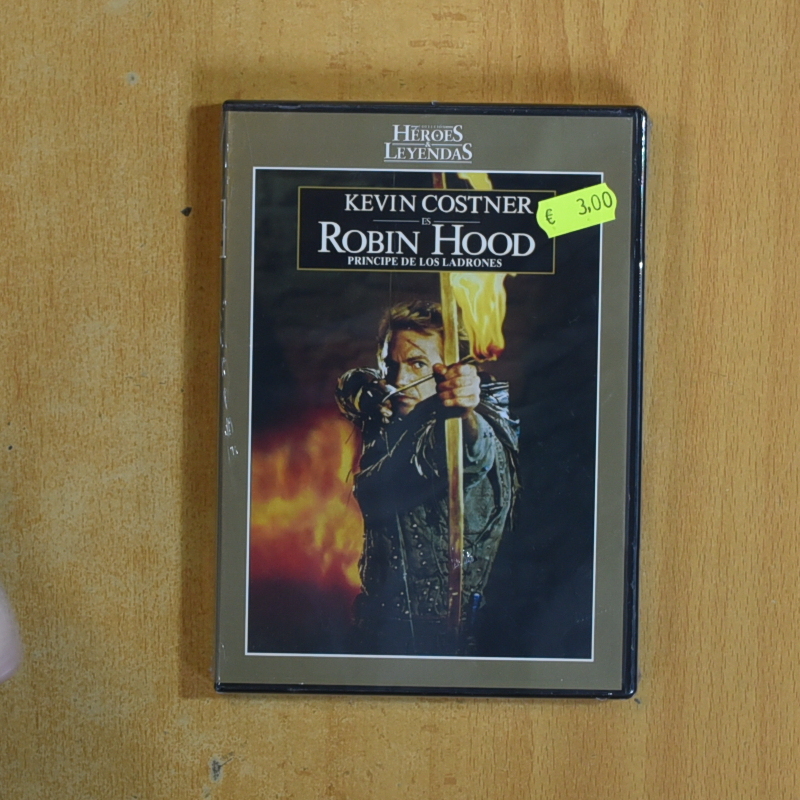 HÉROES
&
LEYENDAS
KEVIN COSTNER
ES
ROBIN HOOD
PRINCIPE DE LOS LADRONES
€ 3,00